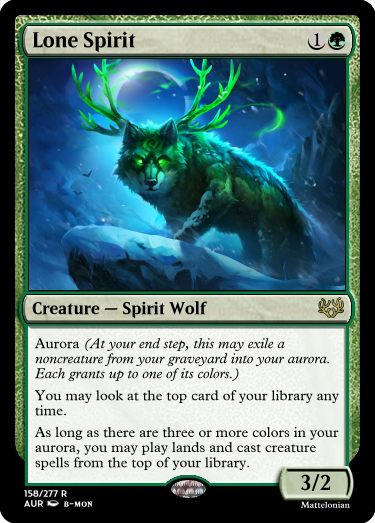 Lone Spirit 1
Creature — Spirit Wolf
Aurora (At your end step, this may exile a
noncreature from your graveyard into your aurora.
Each grants up to one of its colors.)
You may look at the top card of your library any
time.
As long as there are three or more colors in your
aurora, you may play lands and cast creature
spells from the top of your library.
3/2
158/277 R
AUR B-MON
Mattelonian